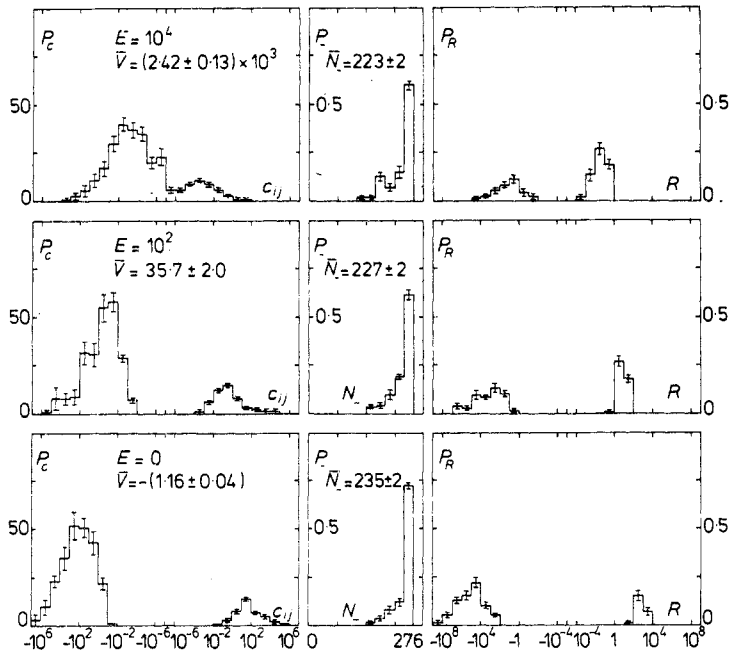 P_c E = 10^4 P_- N̄_- = 223±2 P_R
V̄ = (2.42 ± 0.13) × 10^3
0·5 0·5
50
0 c_ij R 0
P_c E = 10^2 P_- N̄_- = 227±2 P_R
V̄ = 35·7 ± 2·0
0·5 0·5
50
0 c_ij N_- R 0
P_c E = 0 P_- N̄_- = 235±2 P_R
V̄ = -(1·16 ± 0·04)
0·5 0·5
50
0 c_ij N_- R 0
-10^6 -10^2 -10^-2 -10^-6 10^-6 10^-2 10^2 10^6 0 276 -10^8 -10^4 -1 -10^-4 10^-4 1 10^4 10^8